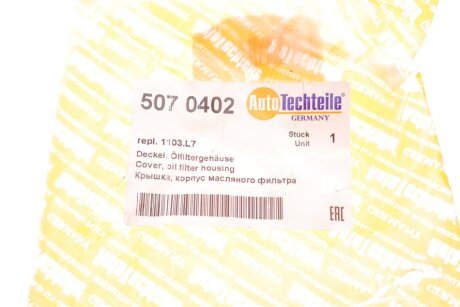 507 0402
AutoTechteile®
GERMANY
repl. 1103.L7
Stück
Unit
1
Deckel, Ölfiltergehäuse
Cover, oil filter housing
Крышка, корпус масляного фильтра
EAC